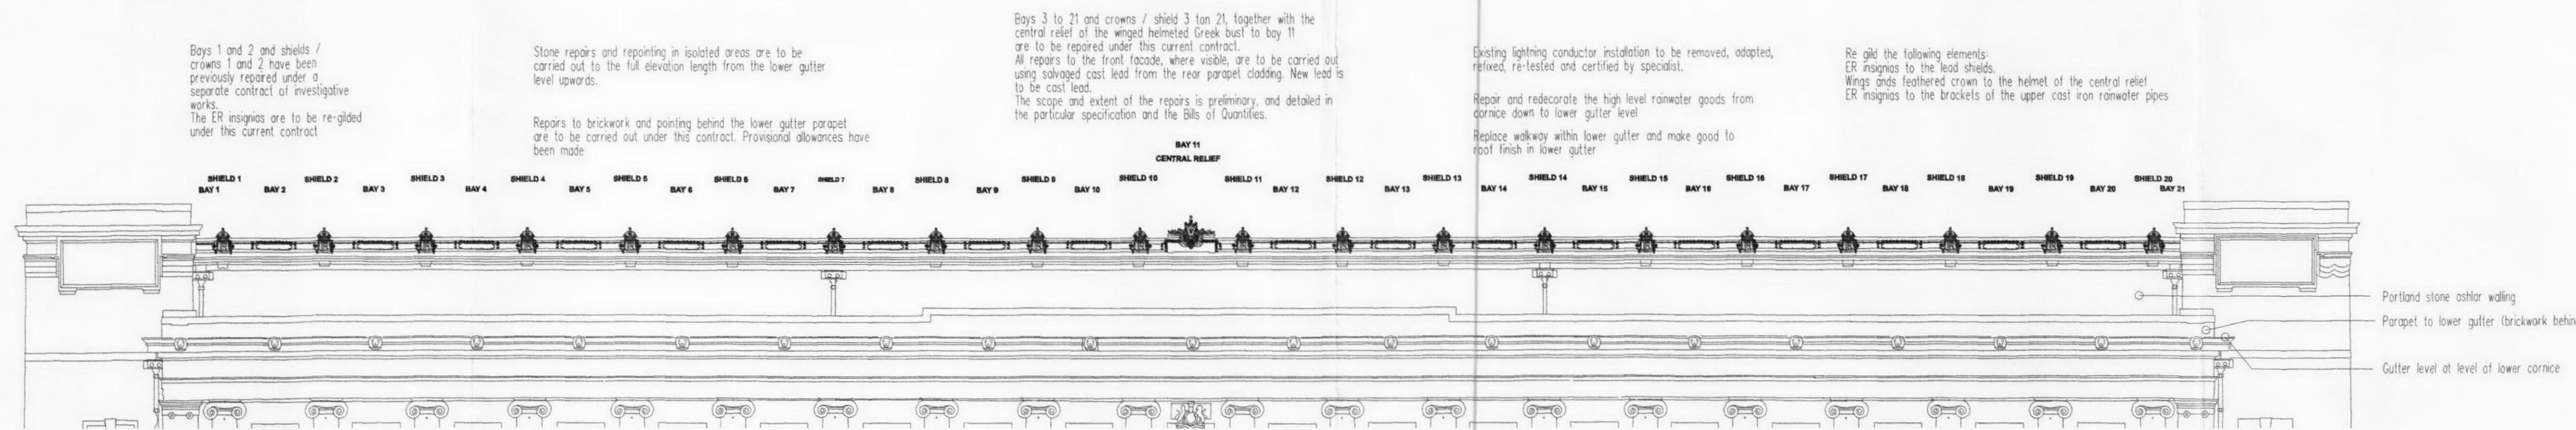 Bays 1 and 2 and shields /
crowns 1 and 2 have been
previously repaired under a
separate contract of investigative
works.
The ER insignias are to be re-gilded
under this current contract
Stone repairs and repointing in isolated areas are to be
carried out to the full elevation length from the lower gutter
level upwards.
Repairs to brickwork and pointing behind the lower gutter parapet
are to be carried out under this contract. Provisional allowances have
been made
Bays 3 to 21 and crowns / shield 3 ton 21, together with the
central relief of the winged helmeted Greek bust to bay 11
are to be repaired under this current contract.
All repairs to the front facade, where visible, are to be carried out
using salvaged cast lead from the rear parapet cladding. New lead is
to be cast lead.
The scope and extent of the repairs is preliminary, and detailed in
the particular specification and the Bills of Quantities.
Existing lightning conductor installation to be removed, adapted,
refixed, re-tested and certified by specialist.
Repair and redecorate the high level rainwater goods from
cornice down to lower gutter level
Replace walkway within lower gutter and make good to
roof finish in lower gutter
Re gild the following elements:
ER insignias to the lead shields.
Wings ands feathered crown to the helmet of the central relief
ER insignias to the brackets of the upper cast iron rainwater pipes
BAY 11
CENTRAL RELIEF
SHIELD 1 SHIELD 2 SHIELD 3 SHIELD 4 SHIELD 5 SHIELD 6 SHIELD 7 SHIELD 8 SHIELD 9 SHIELD 10 SHIELD 11 SHIELD 12 SHIELD 13 SHIELD 14 SHIELD 15 SHIELD 16 SHIELD 17 SHIELD 18 SHIELD 19 SHIELD 20
BAY 1 BAY 2 BAY 3 BAY 4 BAY 5 BAY 6 BAY 7 BAY 8 BAY 9 BAY 10 BAY 12 BAY 13 BAY 14 BAY 15 BAY 16 BAY 17 BAY 18 BAY 19 BAY 20 BAY 21
Portland stone ashlar walling
Parapet to lower gutter (brickwork behin
Gutter level at level of lower cornice